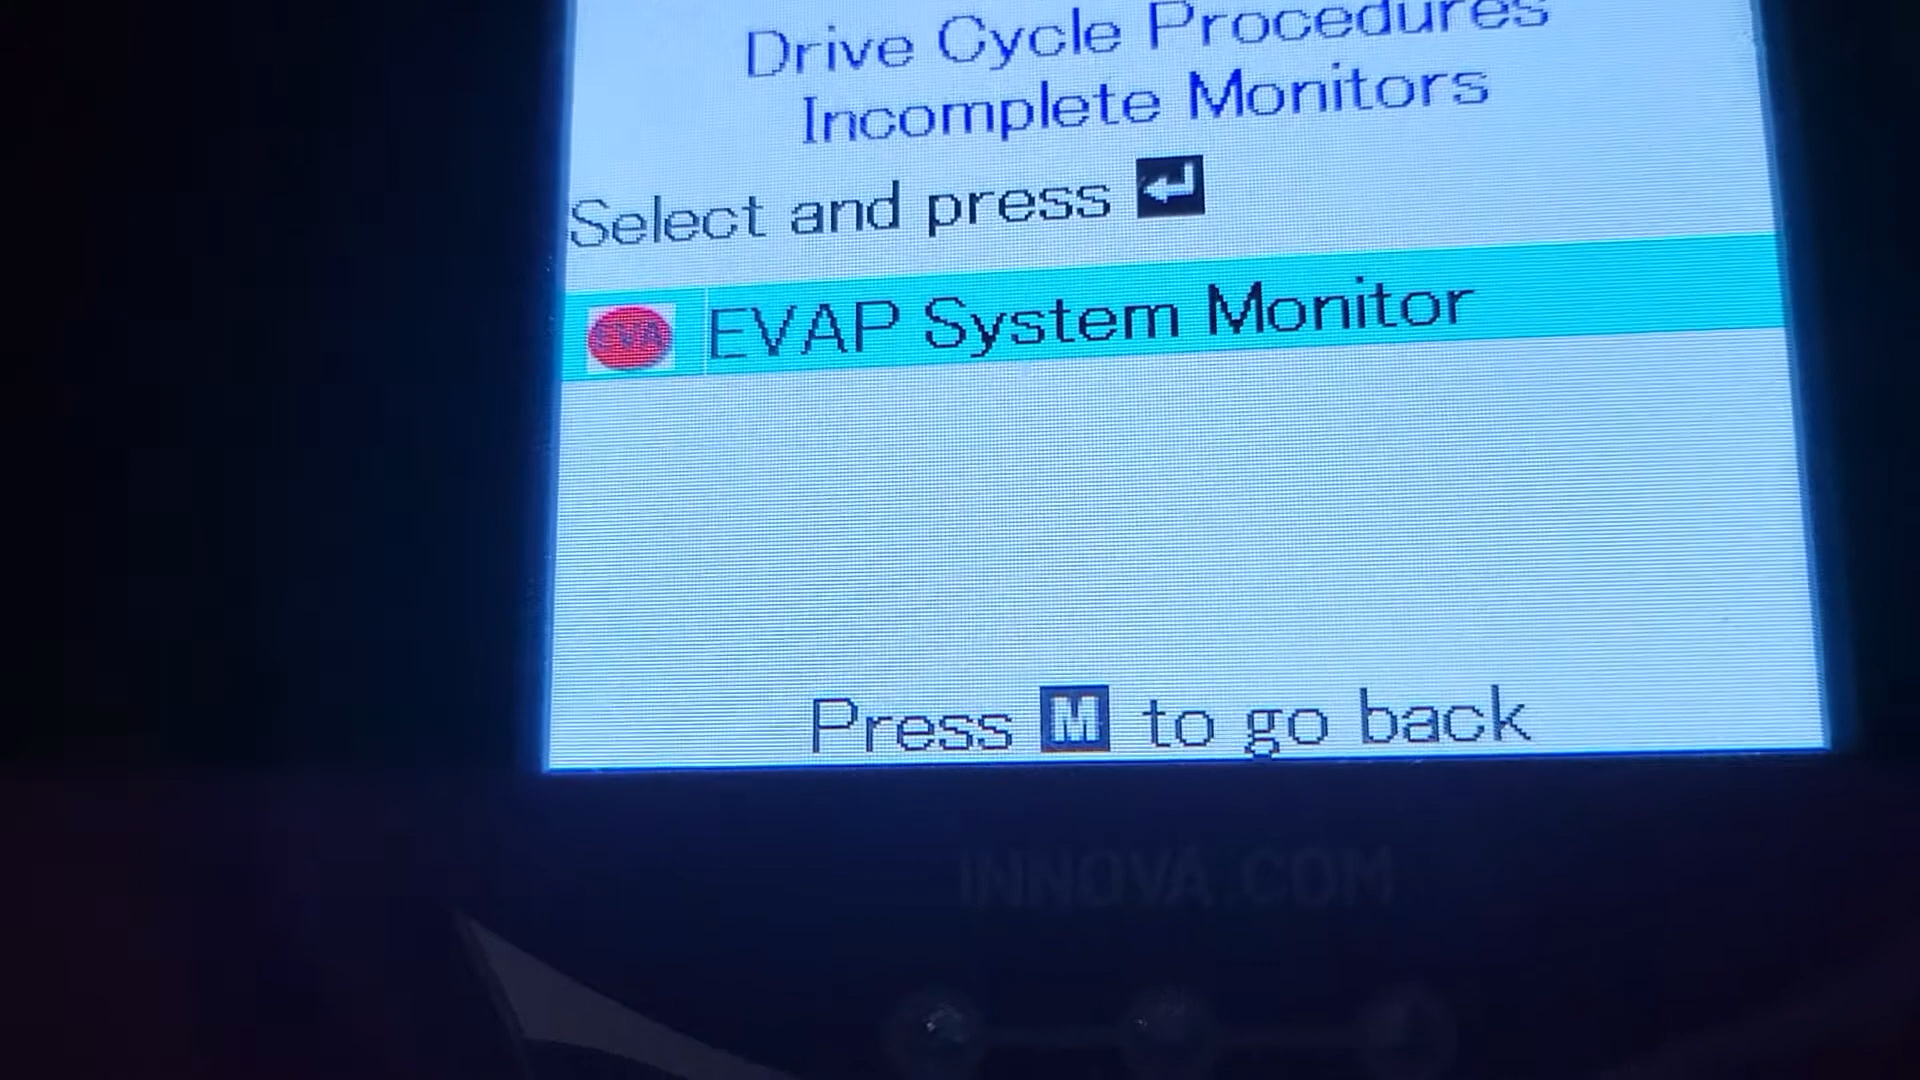 Drive Cycle Procedures
Incomplete Monitors
Select and press
EVA EVAP System Monitor
Press M to go back
INNOVA.COM